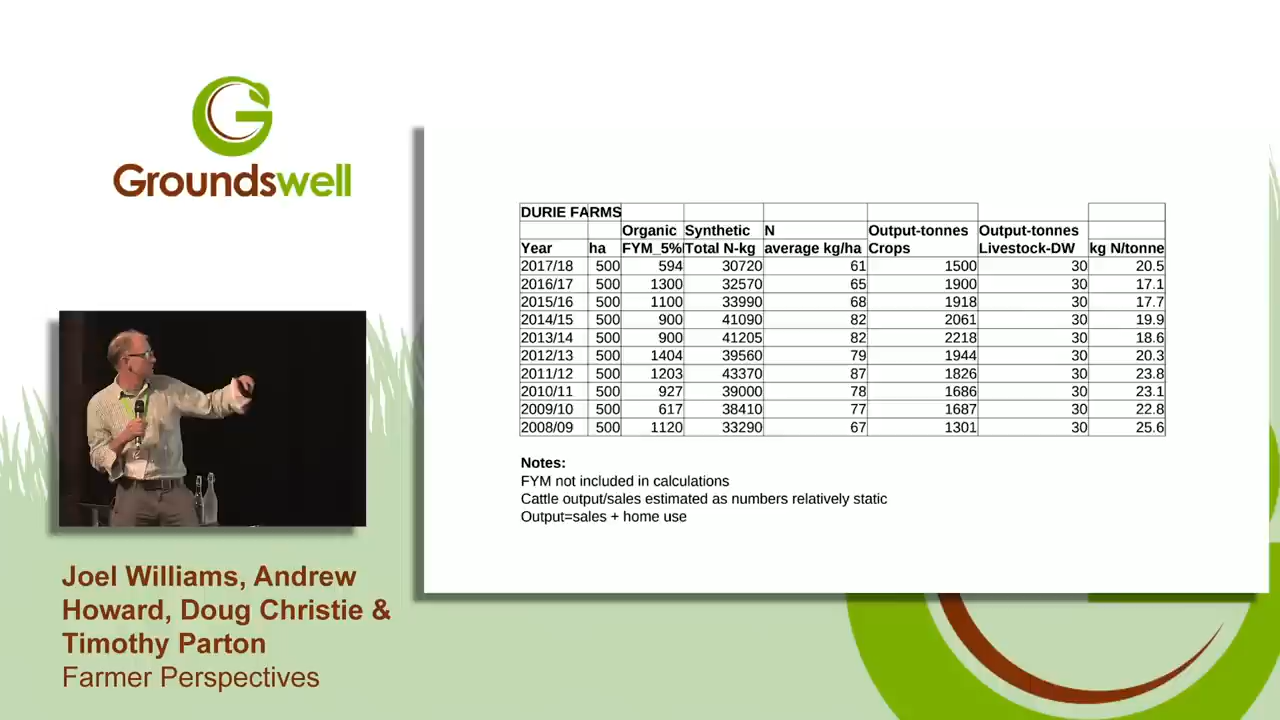 Groundswell
DURIE FARMS
Organic Synthetic N Output-tonnes Output-tonnes
Year ha FYM_5% Total N-kg average kg/ha Crops Livestock-DW kg N/tonne
2017/18 500 594 30720 61 1500 30 20.5
2016/17 500 1300 32570 65 1900 30 17.1
2015/16 500 1100 33990 68 1918 30 17.7
2014/15 500 900 41090 82 2061 30 19.9
2013/14 500 900 41205 82 2218 30 18.6
2012/13 500 1404 39560 79 1944 30 20.3
2011/12 500 1203 43370 87 1826 30 23.8
2010/11 500 927 39000 78 1686 30 23.1
2009/10 500 617 38410 77 1687 30 22.8
2008/09 500 1120 33290 67 1301 30 25.6
Notes:
FYM not included in calculations
Cattle output/sales estimated as numbers relatively static
Output=sales + home use
Joel Williams, Andrew
Howard, Doug Christie &
Timothy Parton
Farmer Perspectives